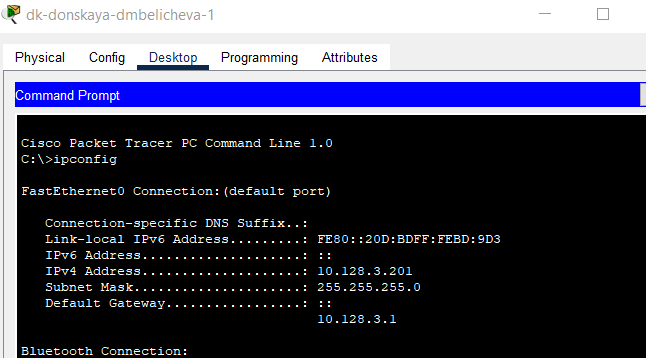 dk-donskaya-dmbelicheva-1
Physical Config Desktop Programming Attributes
Command Prompt
Cisco Packet Tracer PC Command Line 1.0
C:\>ipconfig
FastEthernet0 Connection:(default port)
Connection-specific DNS Suffix..:
Link-local IPv6 Address.........: FE80::20D:BDFF:FEBD:9D3
IPv6 Address....................: ::
IPv4 Address....................: 10.128.3.201
Subnet Mask.....................: 255.255.255.0
Default Gateway.................: ::
10.128.3.1
Bluetooth Connection: